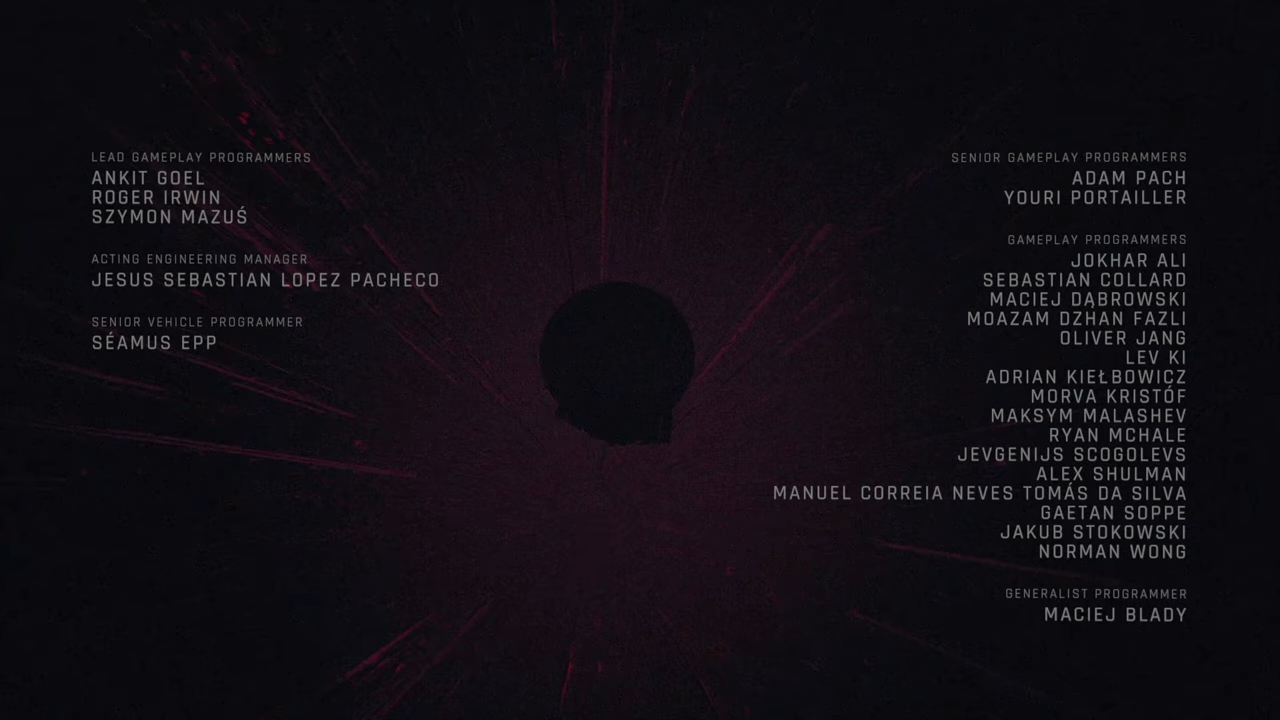 LEAD GAMEPLAY PROGRAMMERS
ANKIT GOEL
ROGER IRWIN
SZYMON MAZUŚ
ACTING ENGINEERING MANAGER
JESUS SEBASTIAN LOPEZ PACHECO
SENIOR VEHICLE PROGRAMMER
SÉAMUS EPP
SENIOR GAMEPLAY PROGRAMMERS
ADAM PACH
YOURI PORTAILLER
GAMEPLAY PROGRAMMERS
JOKHAR ALI
SEBASTIAN COLLARD
MACIEJ DĄBROWSKI
MOAZAM DZHAN FAZLI
OLIVER JANG
LEV KI
ADRIAN KIEŁBOWICZ
MORVA KRISTÓF
MAKSYM MALASHEV
RYAN MCHALE
JEVGENIJS SCOGOLEVS
ALEX SHULMAN
MANUEL CORREIA NEVES TOMÁS DA SILVA
GAETAN SOPPE
JAKUB STOKOWSKI
NORMAN WONG
GENERALIST PROGRAMMER
MACIEJ BLADY